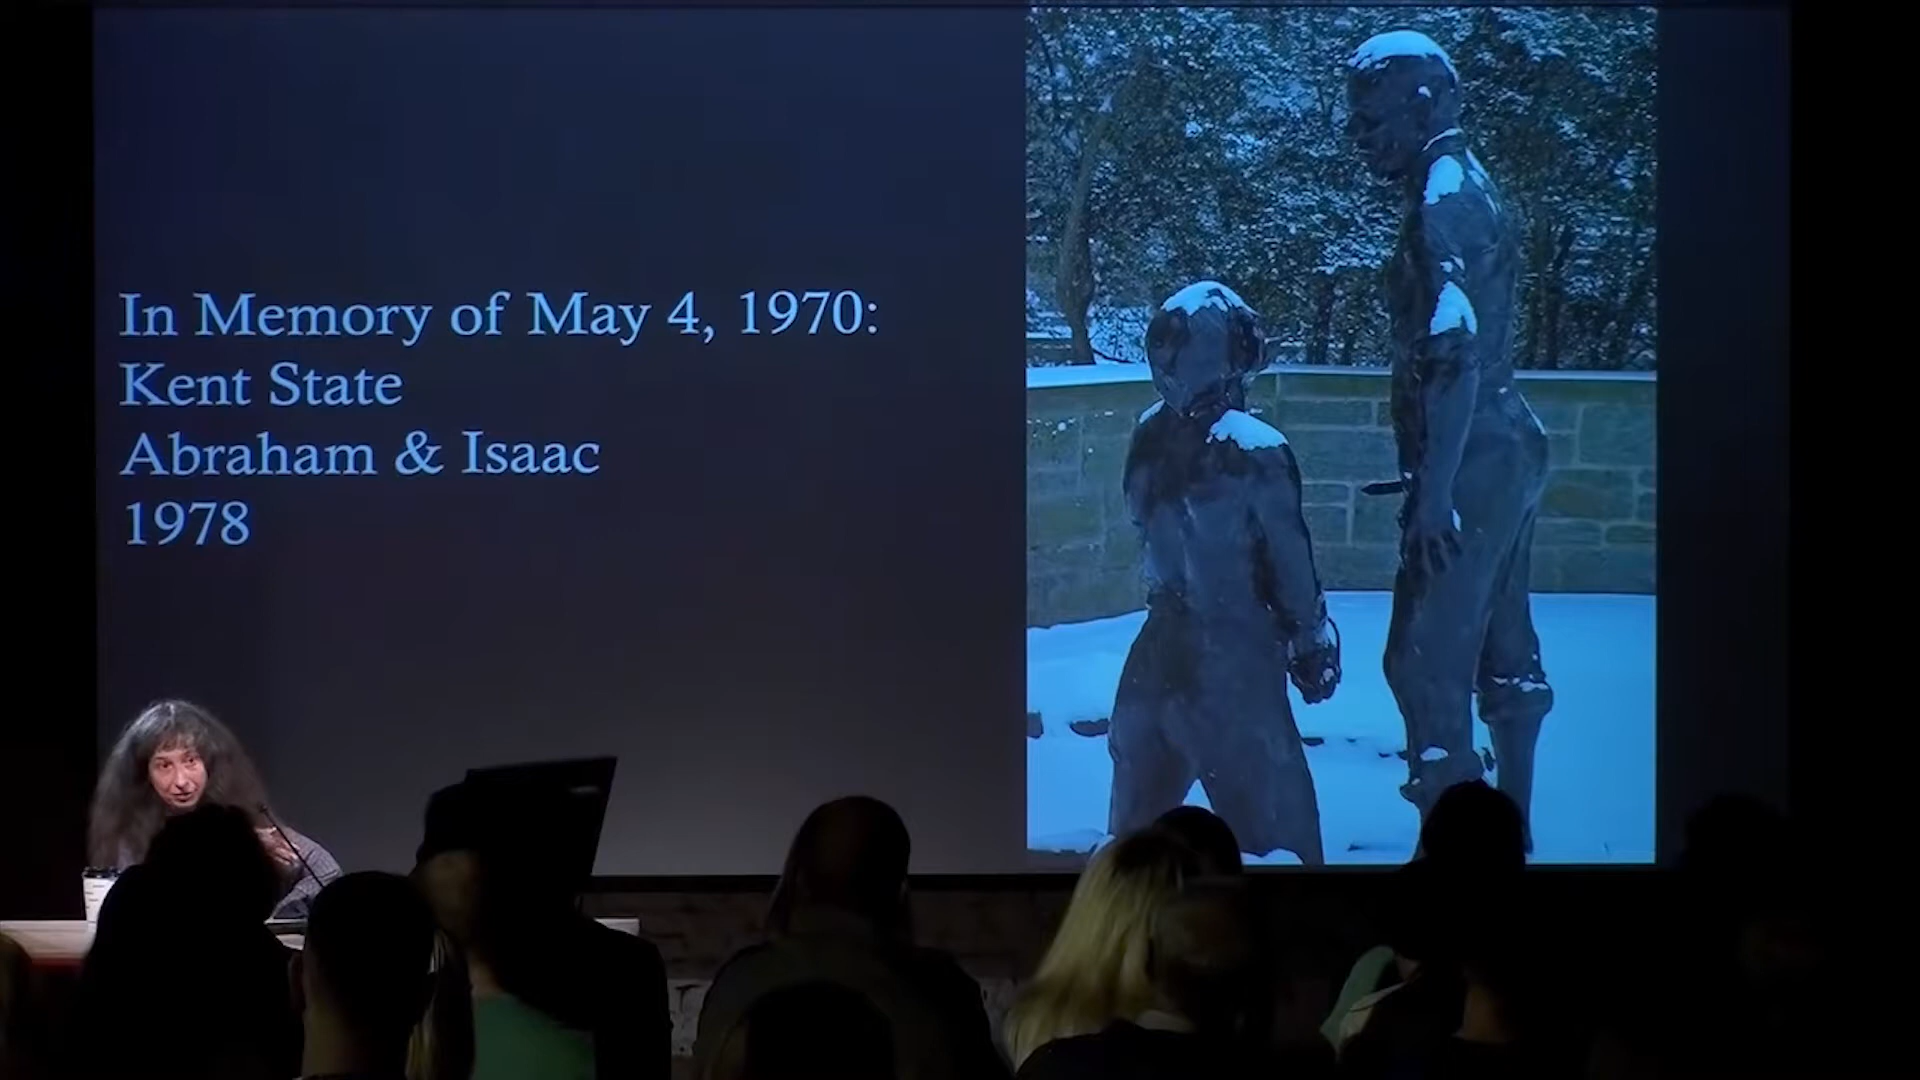 In Memory of May 4, 1970:
Kent State
Abraham & Isaac
1978